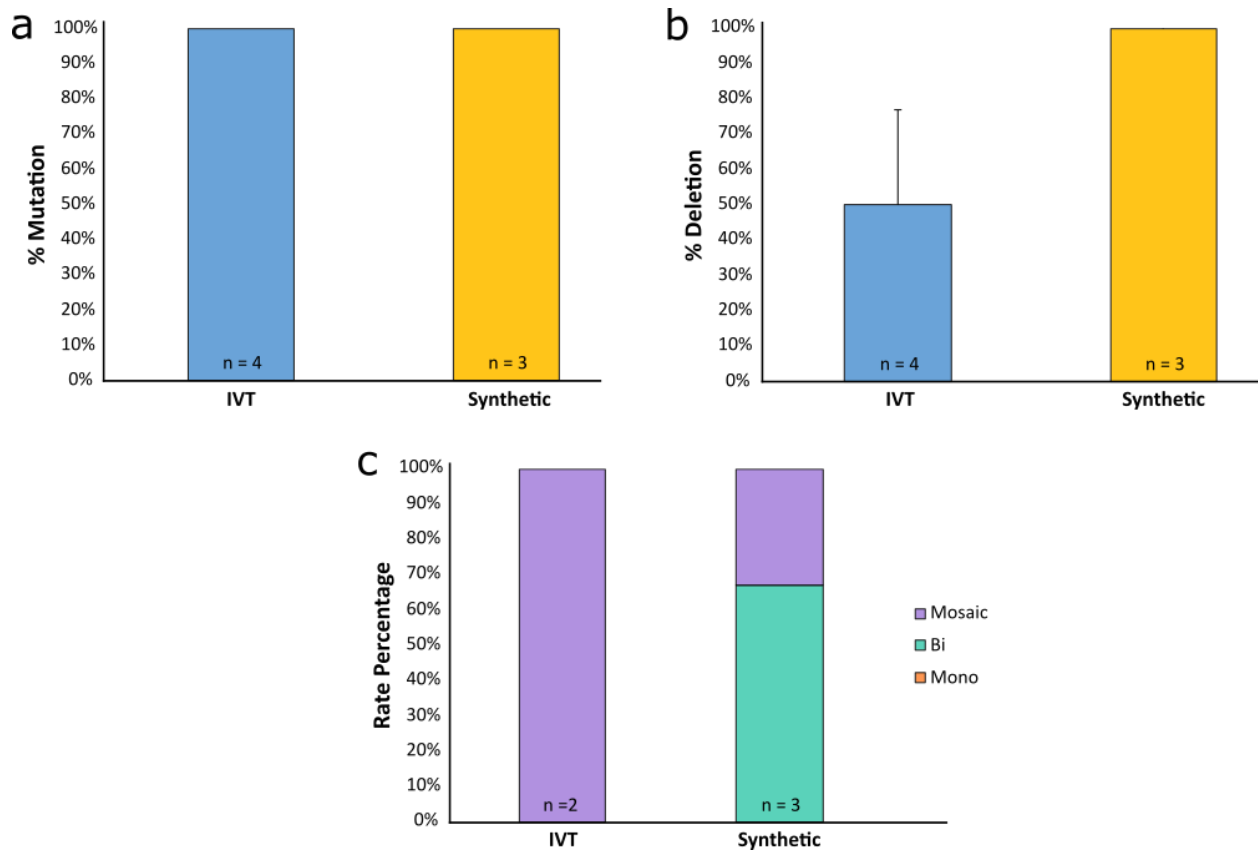 a
% Mutation
100%
90%
80%
70%
60%
50%
40%
30%
20%
10%
0%
n = 4
n = 3
IVT
Synthetic
b
% Deletion
100%
90%
80%
70%
60%
50%
40%
30%
20%
10%
0%
n = 4
n = 3
IVT
Synthetic
c
Rate Percentage
100%
90%
80%
70%
60%
50%
40%
30%
20%
10%
0%
n =2
n = 3
IVT
Synthetic
Mosaic
Bi
Mono